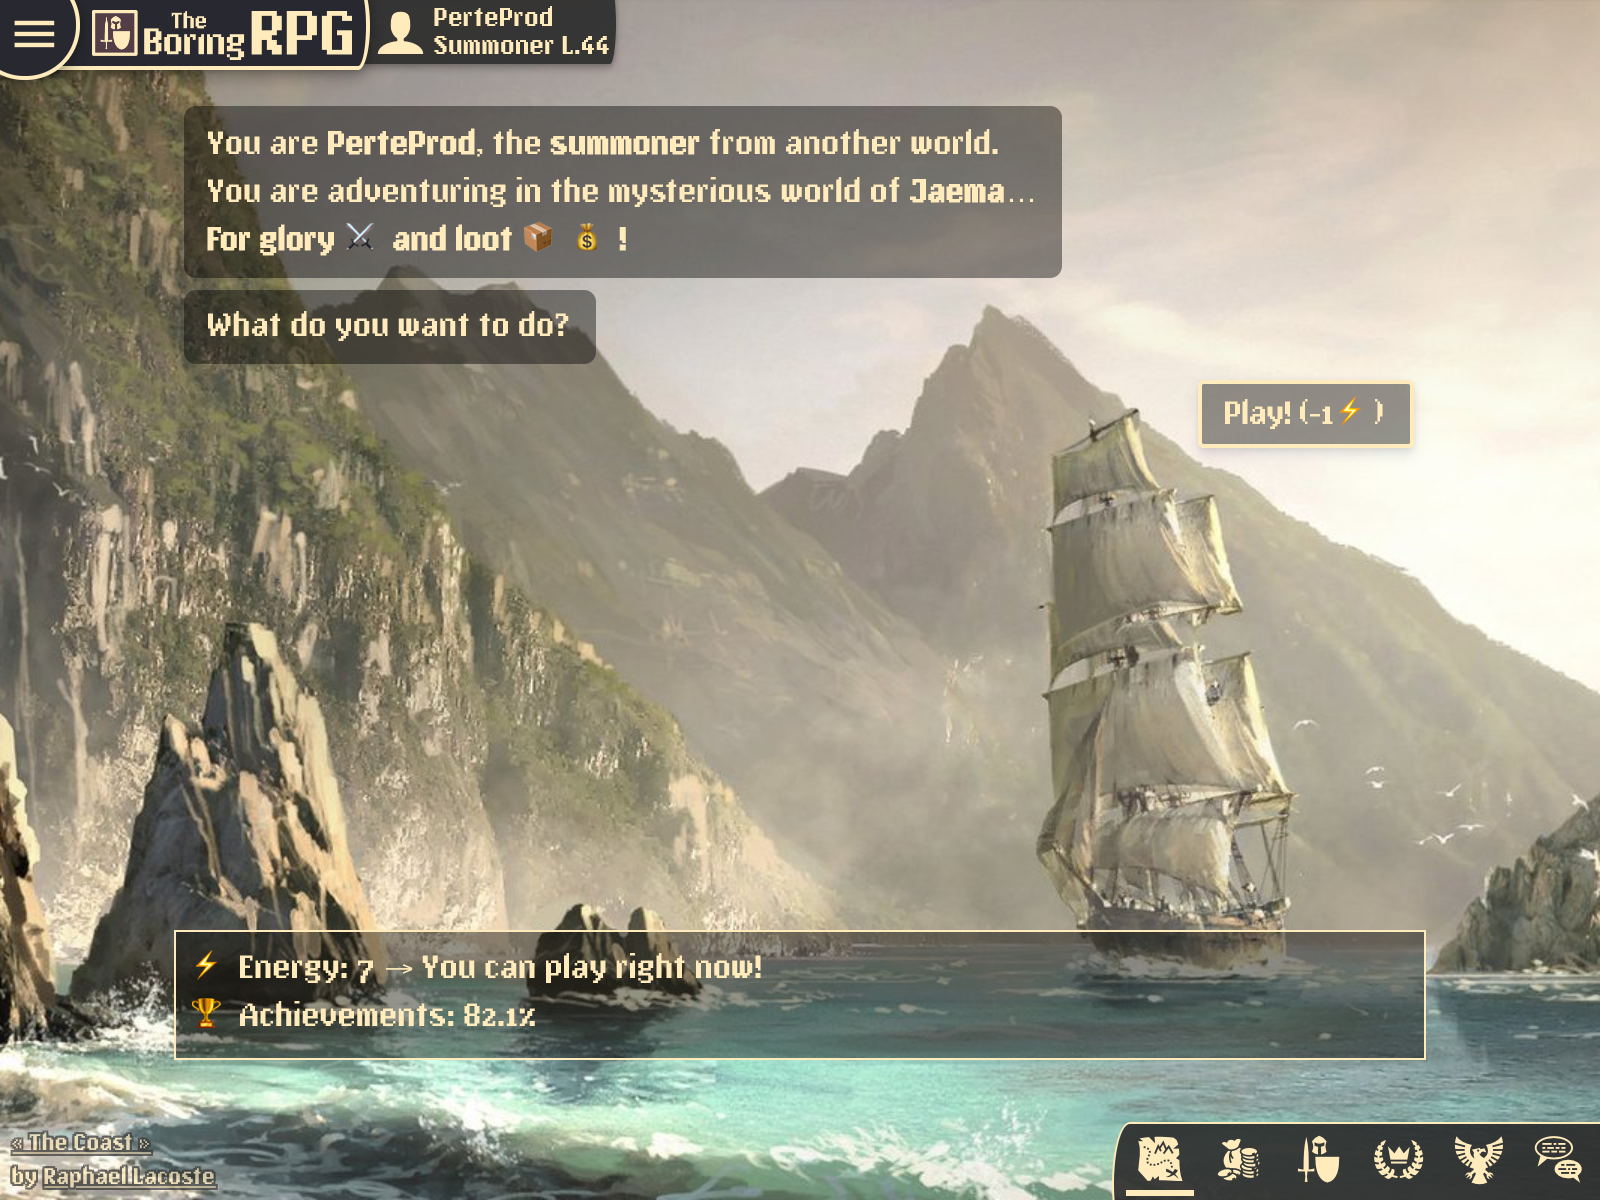 The
Boring RPG
PerteProd
Summoner L.44
You are PerteProd, the summoner from another world.
You are adventuring in the mysterious world of Jaema…
For glory ⚔ and loot 📦 💰 !
What do you want to do?
Play! (-1⚡ )
⚡ Energy: 7 → You can play right now!
🏆 Achievements: 82.1%
« The Coast »
by Raphael Lacoste